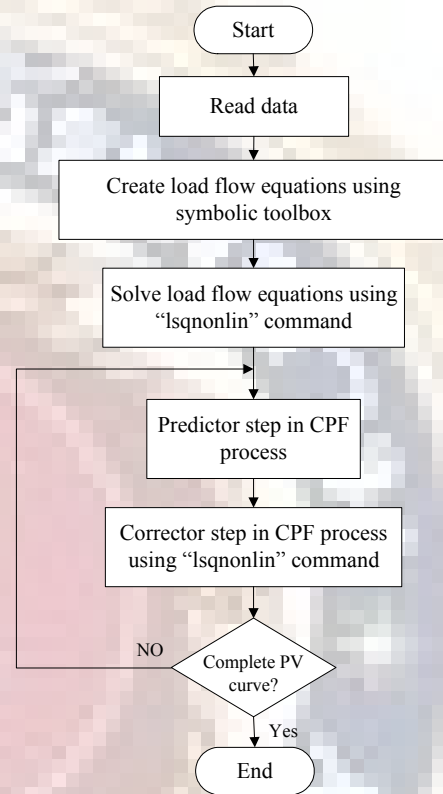 Start
Read data
Create load flow equations using
symbolic toolbox
Solve load flow equations using
“lsqnonlin” command
Predictor step in CPF
process
Corrector step in CPF process
using “lsqnonlin” command
NO
Complete PV
curve?
Yes
End